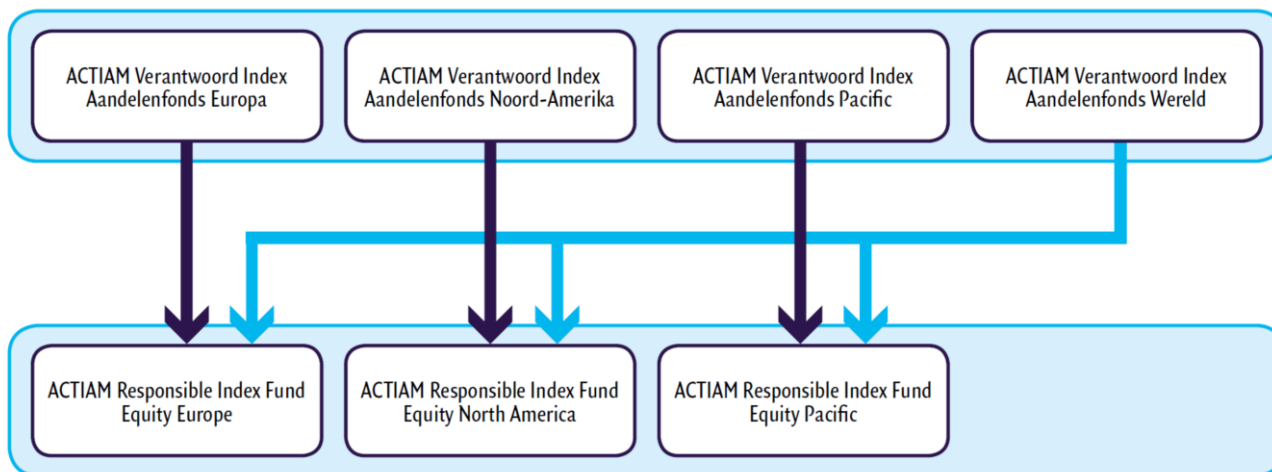 ACTIAM Verantwoord Index
Aandelenfonds Europa
ACTIAM Verantwoord Index
Aandelenfonds Noord-Amerika
ACTIAM Verantwoord Index
Aandelenfonds Pacific
ACTIAM Verantwoord Index
Aandelenfonds Wereld
ACTIAM Responsible Index Fund
Equity Europe
ACTIAM Responsible Index Fund
Equity North America
ACTIAM Responsible Index Fund
Equity Pacific